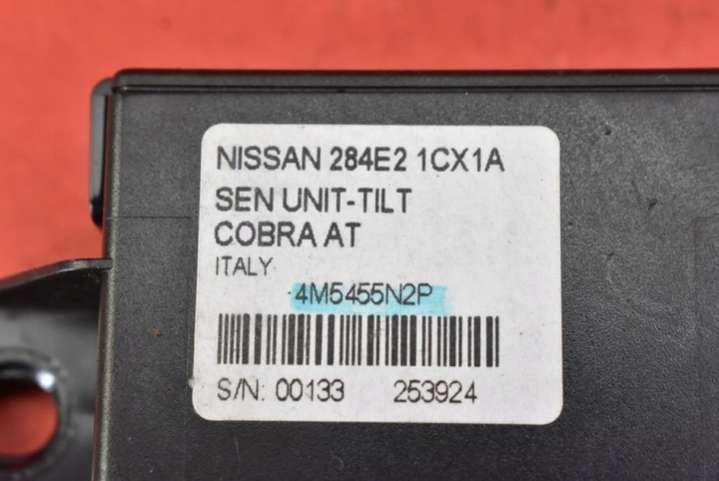 NISSAN 284E2 1CX1A
SEN UNIT-TILT
COBRA AT
ITALY
4M5455N2P
S/N: 00133 253924